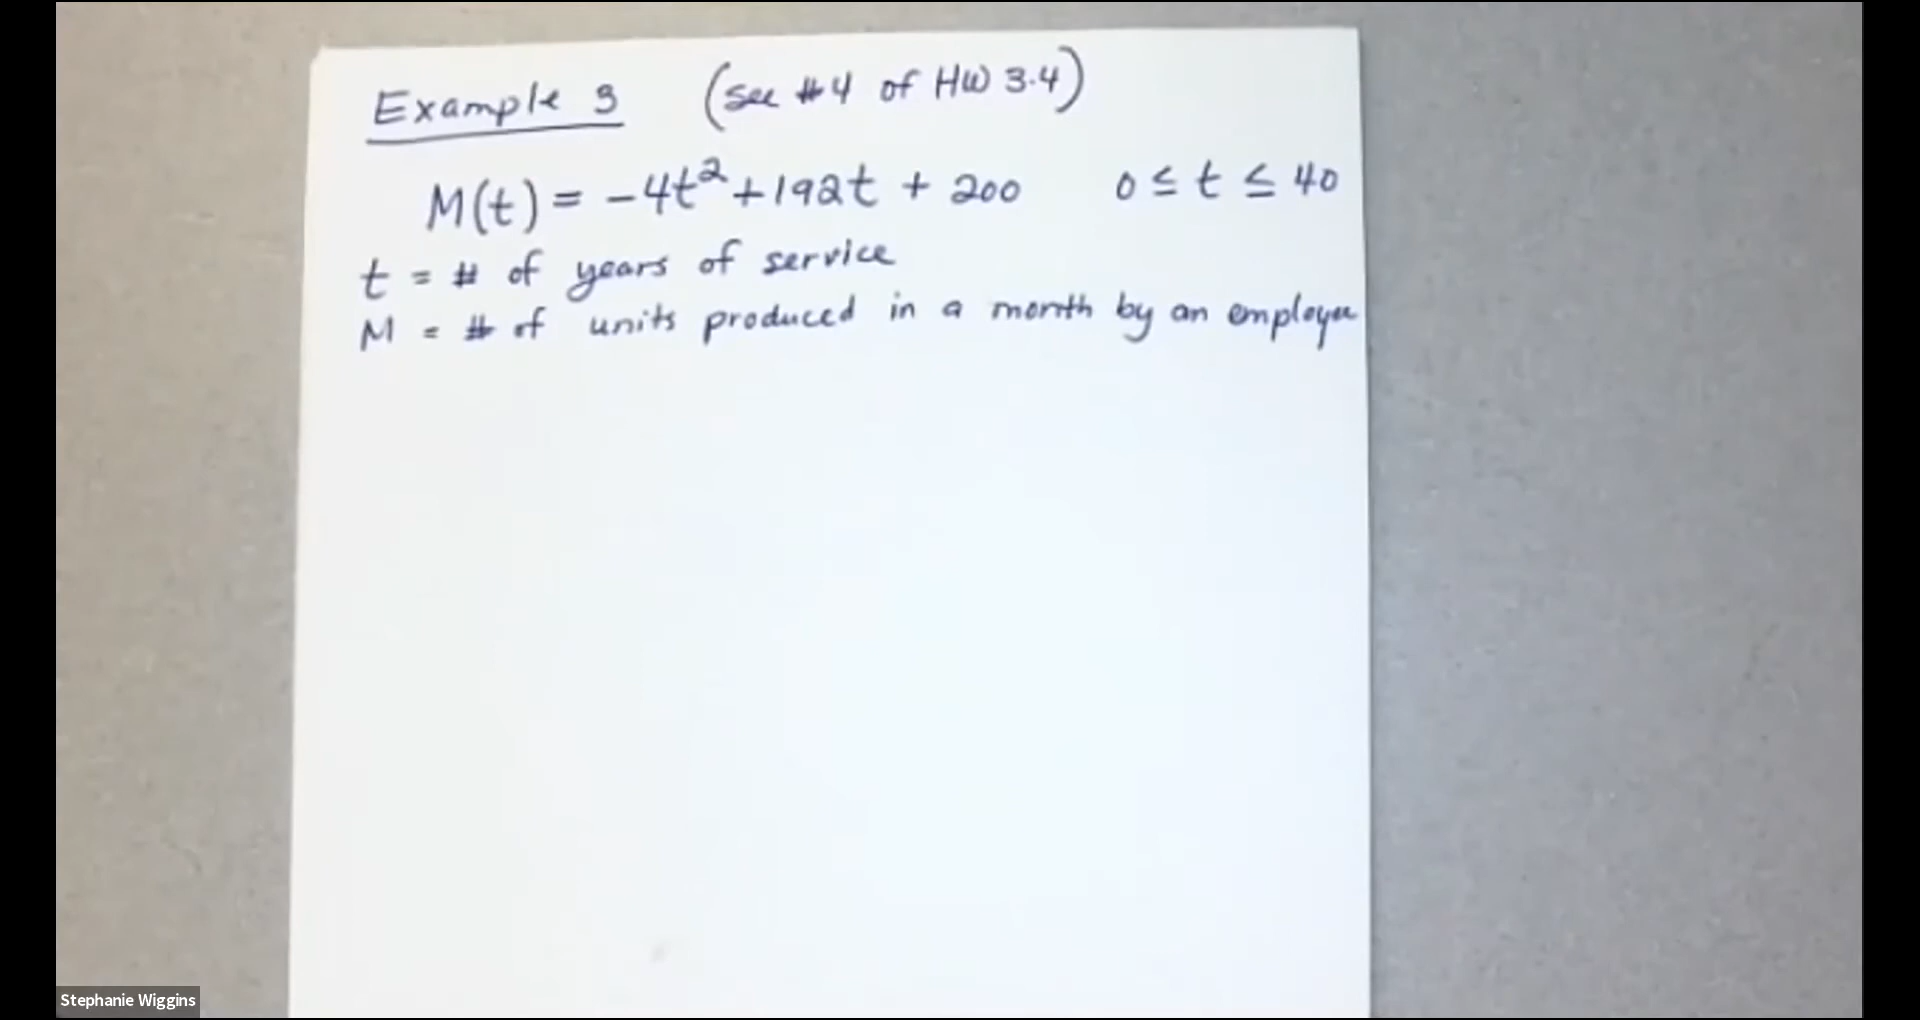 Example 3 (see #4 of HW 3.4)
M(t) = -4t² + 192t + 200 0 ≤ t ≤ 40
t = # of years of service
M = # of units produced in a month by an employee
Stephanie Wiggins